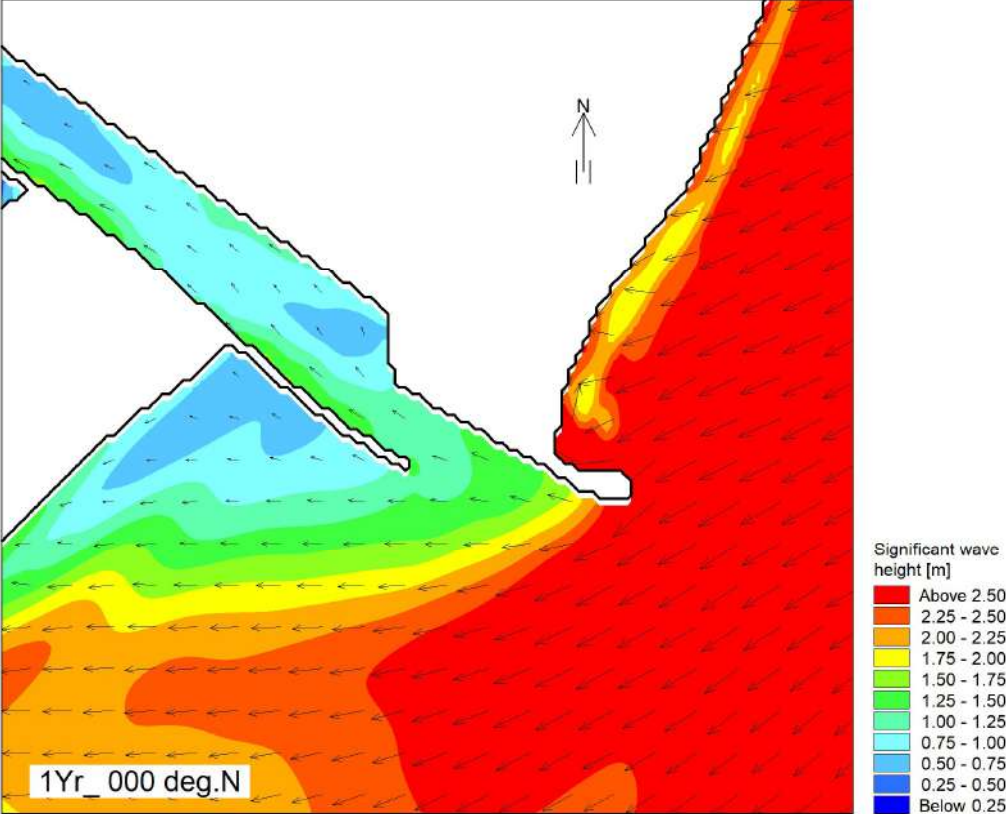 N
Significant wave
height [m]
Above 2.50
2.25 - 2.50
2.00 - 2.25
1.75 - 2.00
1.50 - 1.75
1.25 - 1.50
1.00 - 1.25
0.75 - 1.00
0.50 - 0.75
0.25 - 0.50
Below 0.25
1Yr_ 000 deg.N